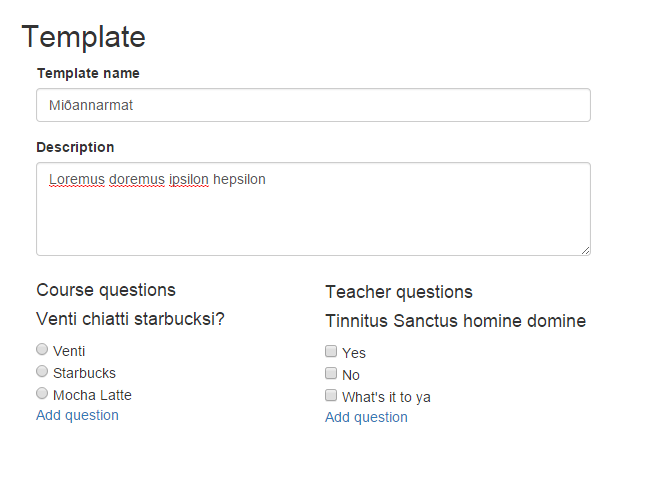 Template
Template name
Miðannarmat
Description
Loremus doremus ipsilon hepsilon
Course questions
Venti chiatti starbucksi?
Venti
Starbucks
Mocha Latte
Add question
Teacher questions
Tinnitus Sanctus homine domine
Yes
No
What's it to ya
Add question